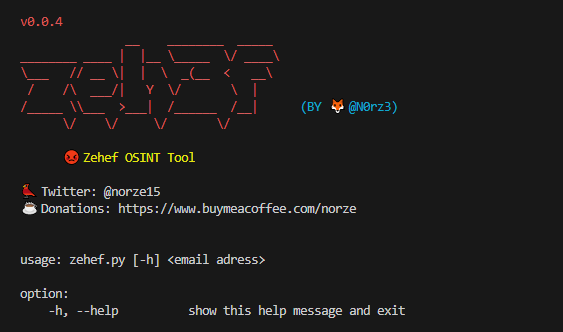 v0.0.4
zeh3f
(BY 🦊 @N0rz3)
Zehef OSINT Tool
Twitter: @norze15
Donations: https://www.buymeacoffee.com/norze
usage: zehef.py [-h] <email adress>
option:
-h, --help show this help message and exit